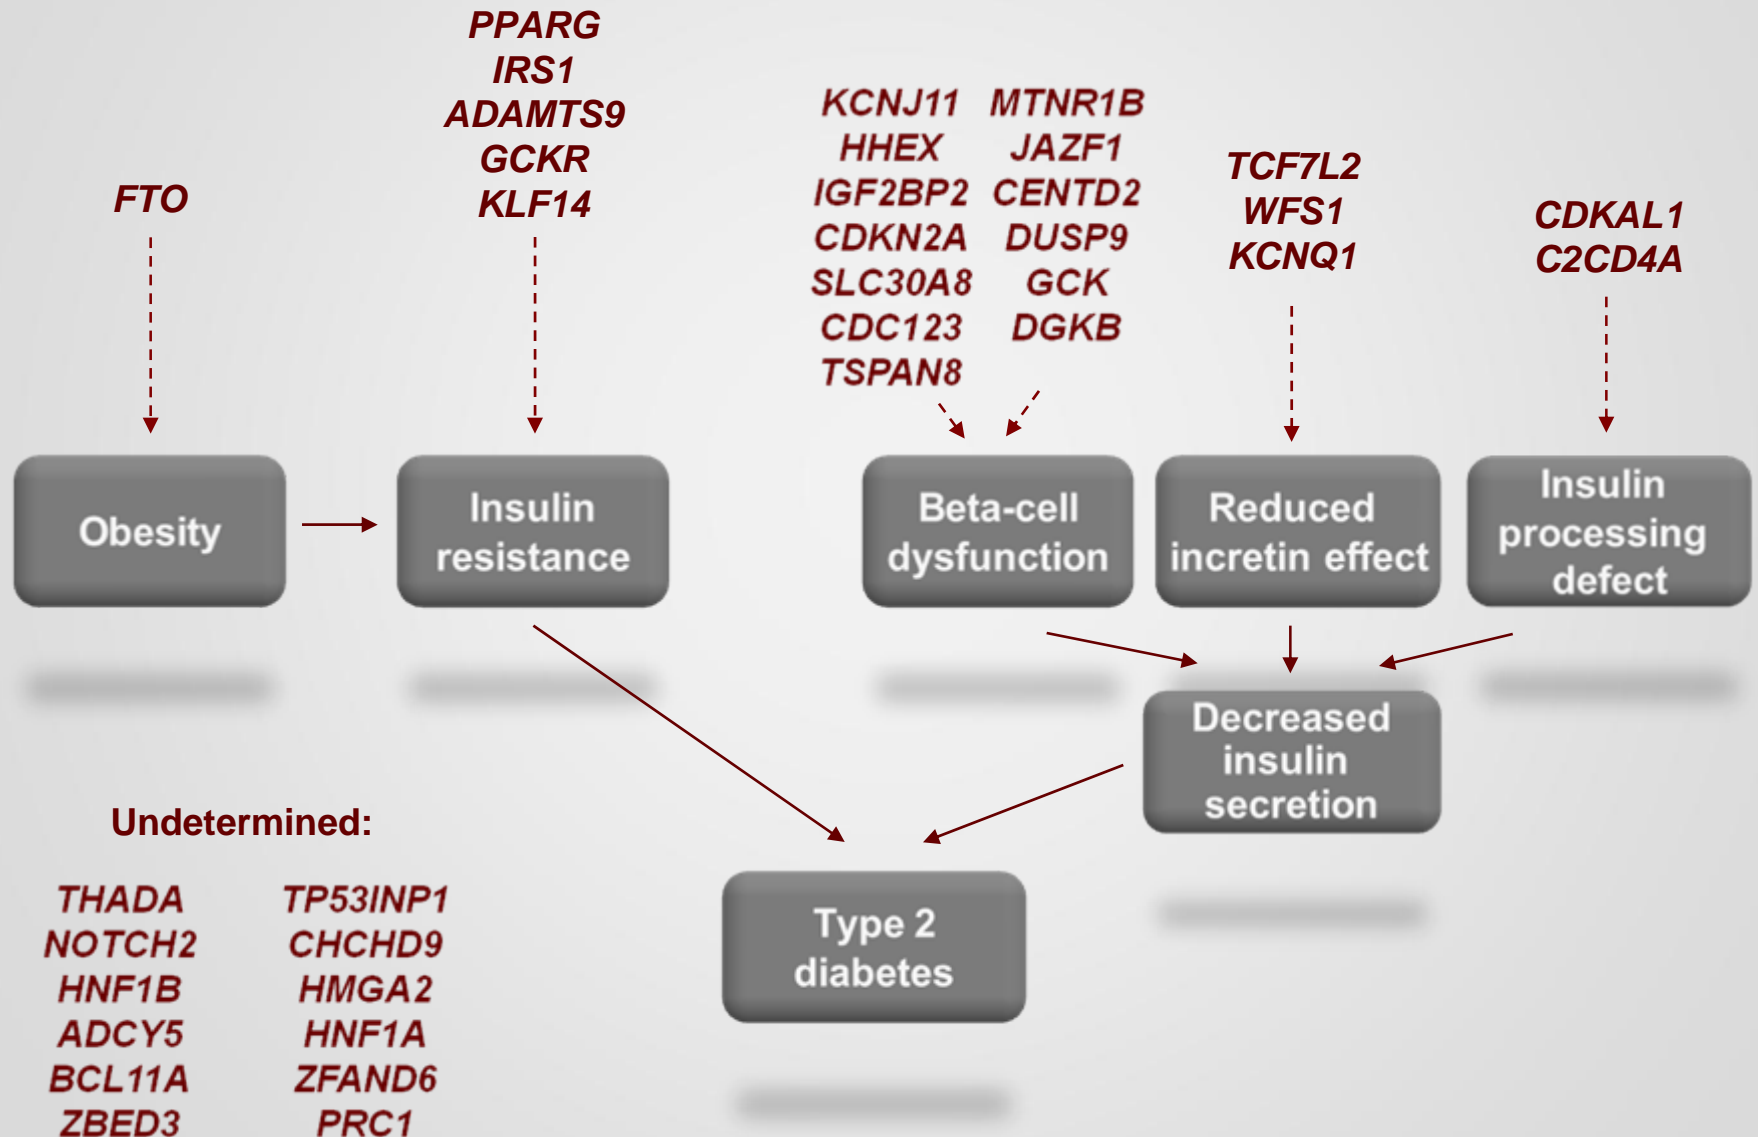 PPARG
IRS1
ADAMTS9
GCKR
KLF14
FTO
KCNJ11 MTNR1B
HHEX JAZF1
IGF2BP2 CENTD2
CDKN2A DUSP9
SLC30A8 GCK
CDC123 DGKB
TSPAN8
TCF7L2
WFS1
KCNQ1
CDKAL1
C2CD4A
Obesity
Insulin
resistance
Beta-cell
dysfunction
Reduced
incretin effect
Insulin
processing
defect
Decreased
insulin
secretion
Type 2
diabetes
Undetermined:
THADA TP53INP1
NOTCH2 CHCHD9
HNF1B HMGA2
ADCY5 HNF1A
BCL11A ZFAND6
ZBED3 PRC1